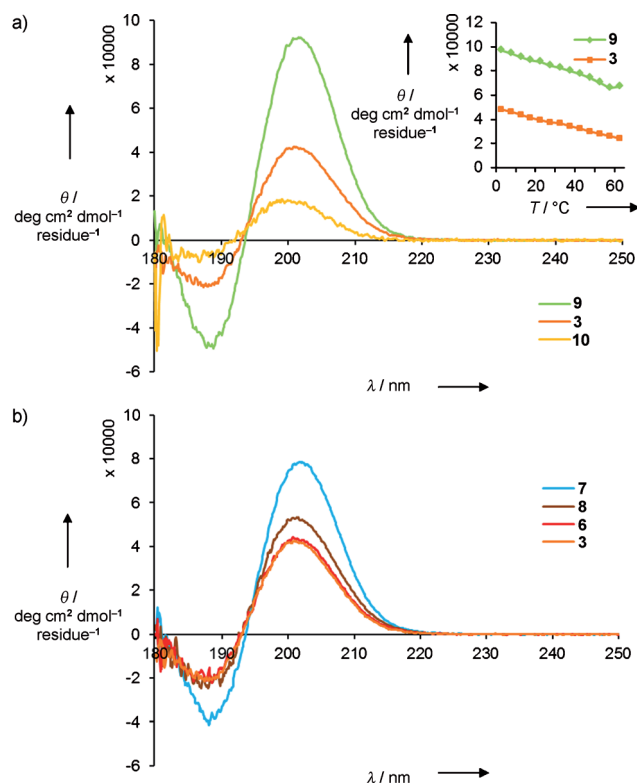 a)
x 10000
10
8
6
4
2
0
-2
-4
-6
θ /
deg cm² dmol⁻¹
residue⁻¹
180 190 200 210 220 230 240 250
λ / nm
9
3
10
x 10000
12
10
8
6
4
2
0
θ /
deg cm² dmol⁻¹
residue⁻¹
0 20 40 60
T / °C
9
3
b)
x 10000
10
8
6
4
2
0
-2
-4
-6
θ /
deg cm² dmol⁻¹
residue⁻¹
180 190 200 210 220 230 240 250
λ / nm
7
8
6
3